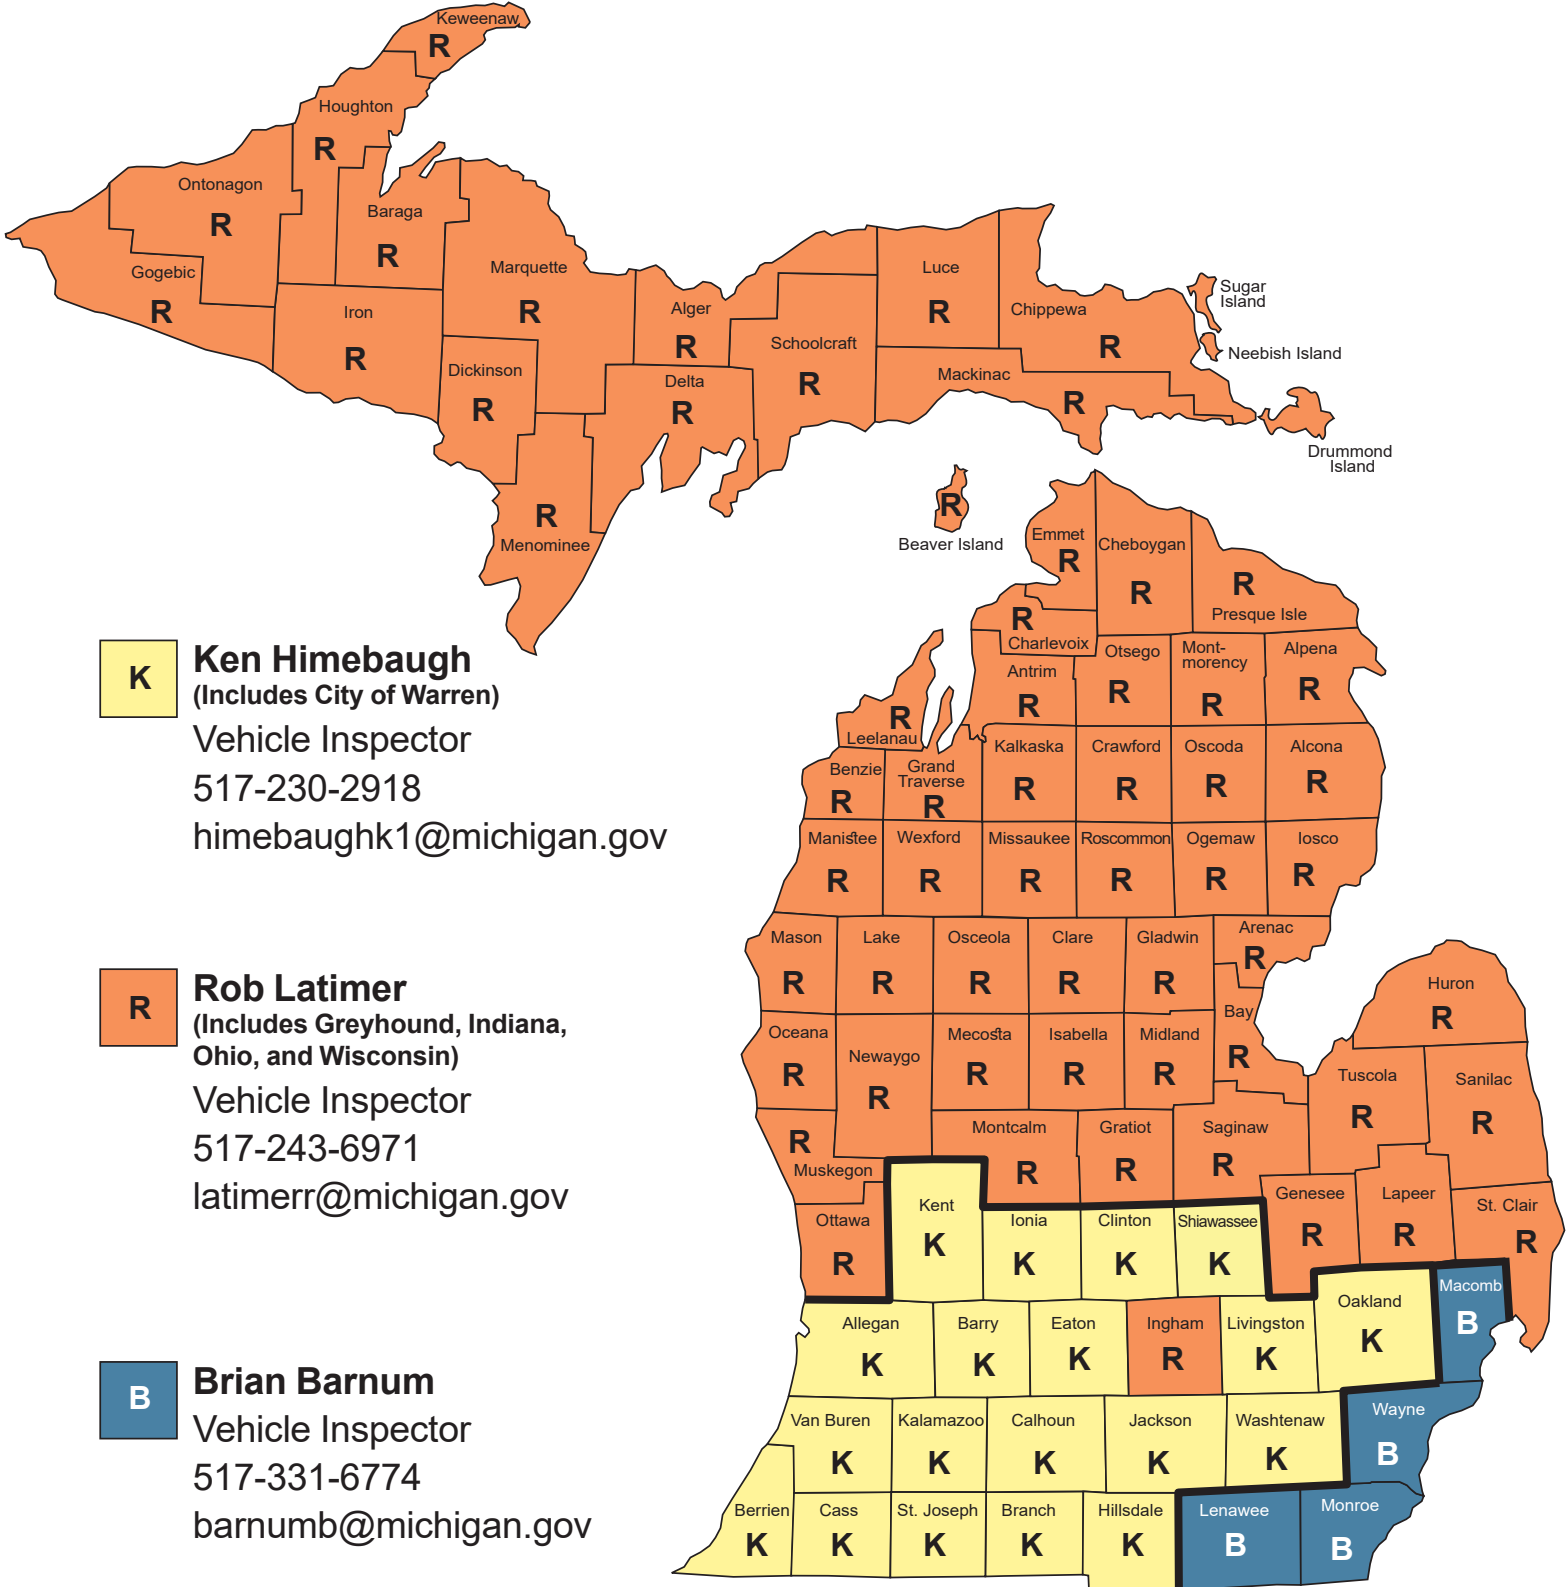 Keweenaw
R
Houghton
R
Ontonagon
R
Baraga
R
Gogebic
R
Marquette
R
Iron
R
Alger
R
Luce
R
Chippewa
R
Sugar
Island
Neebish Island
Schoolcraft
R
Dickinson
R
Delta
R
Mackinac
R
Drummond
Island
R
Menominee
R
Beaver Island
Emmet
R
Cheboygan
R
R
Presque Isle
R
Charlevoix
Antrim
R
Otsego
R
Mont-
morency
R
Alpena
R
R
Leelanau
Benzie
R
Grand
Traverse
R
Kalkaska
R
Crawford
R
Oscoda
R
Alcona
R
Manistee
R
Wexford
R
Missaukee
R
Roscommon
R
Ogemaw
R
Iosco
R
Mason
R
Lake
R
Osceola
R
Clare
R
Gladwin
R
Arenac
R
Huron
R
Oceana
R
Newaygo
R
Mecosta
R
Isabella
R
Midland
R
Bay
R
Tuscola
R
Sanilac
R
R
Muskegon
Montcalm
R
Gratiot
R
Saginaw
R
Ottawa
R
Kent
K
Ionia
K
Clinton
K
Shiawassee
K
Genesee
R
Lapeer
R
St. Clair
R
Allegan
K
Barry
K
Eaton
K
Ingham
R
Livingston
K
Oakland
K
Macomb
B
Van Buren
K
Kalamazoo
K
Calhoun
K
Jackson
K
Washtenaw
K
Wayne
B
Berrien
K
Cass
K
St. Joseph
K
Branch
K
Hillsdale
K
Lenawee
B
Monroe
B
K
Ken Himebaugh
(Includes City of Warren)
Vehicle Inspector
517-230-2918
himebaughk1@michigan.gov
R
Rob Latimer
(Includes Greyhound, Indiana,
Ohio, and Wisconsin)
Vehicle Inspector
517-243-6971
latimerr@michigan.gov
B
Brian Barnum
Vehicle Inspector
517-331-6774
barnumb@michigan.gov